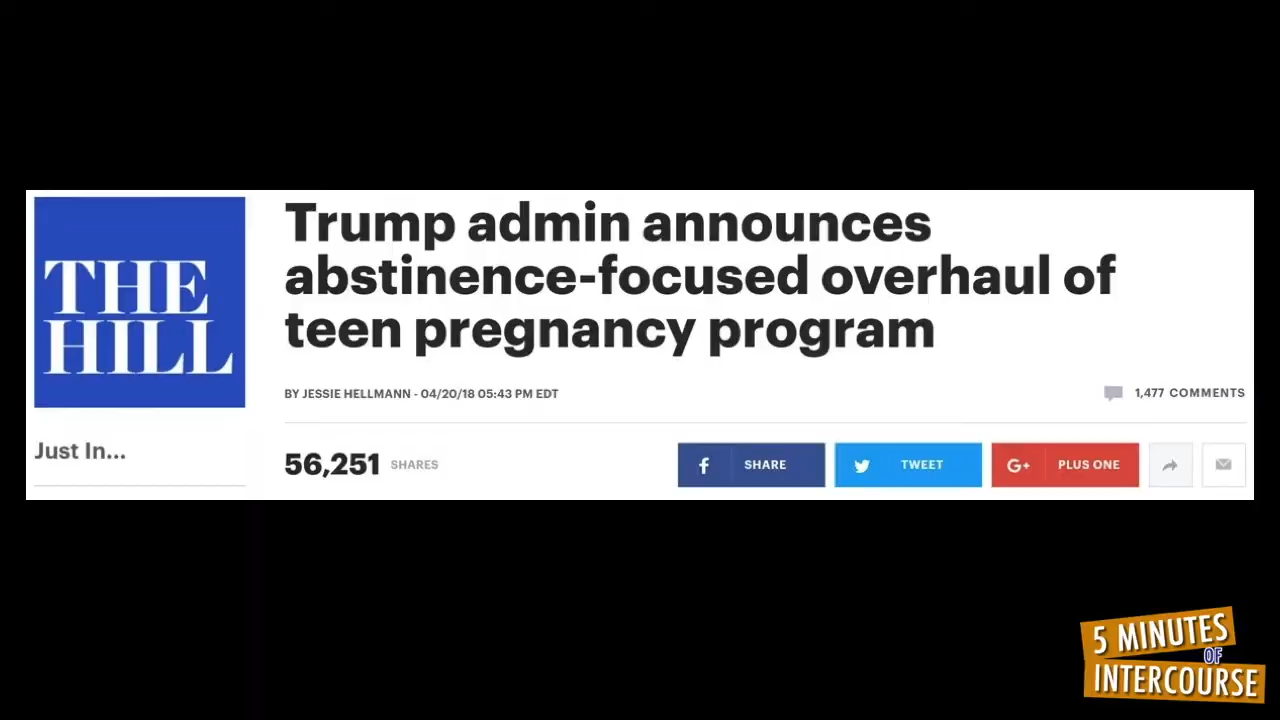 THE
HILL
Trump admin announces
abstinence-focused overhaul of
teen pregnancy program
BY JESSIE HELLMANN - 04/20/18 05:43 PM EDT
1,477 COMMENTS
Just In...
56,251 SHARES
f SHARE
TWEET
G+ PLUS ONE
5 MINUTES
OF
INTERCOURSE